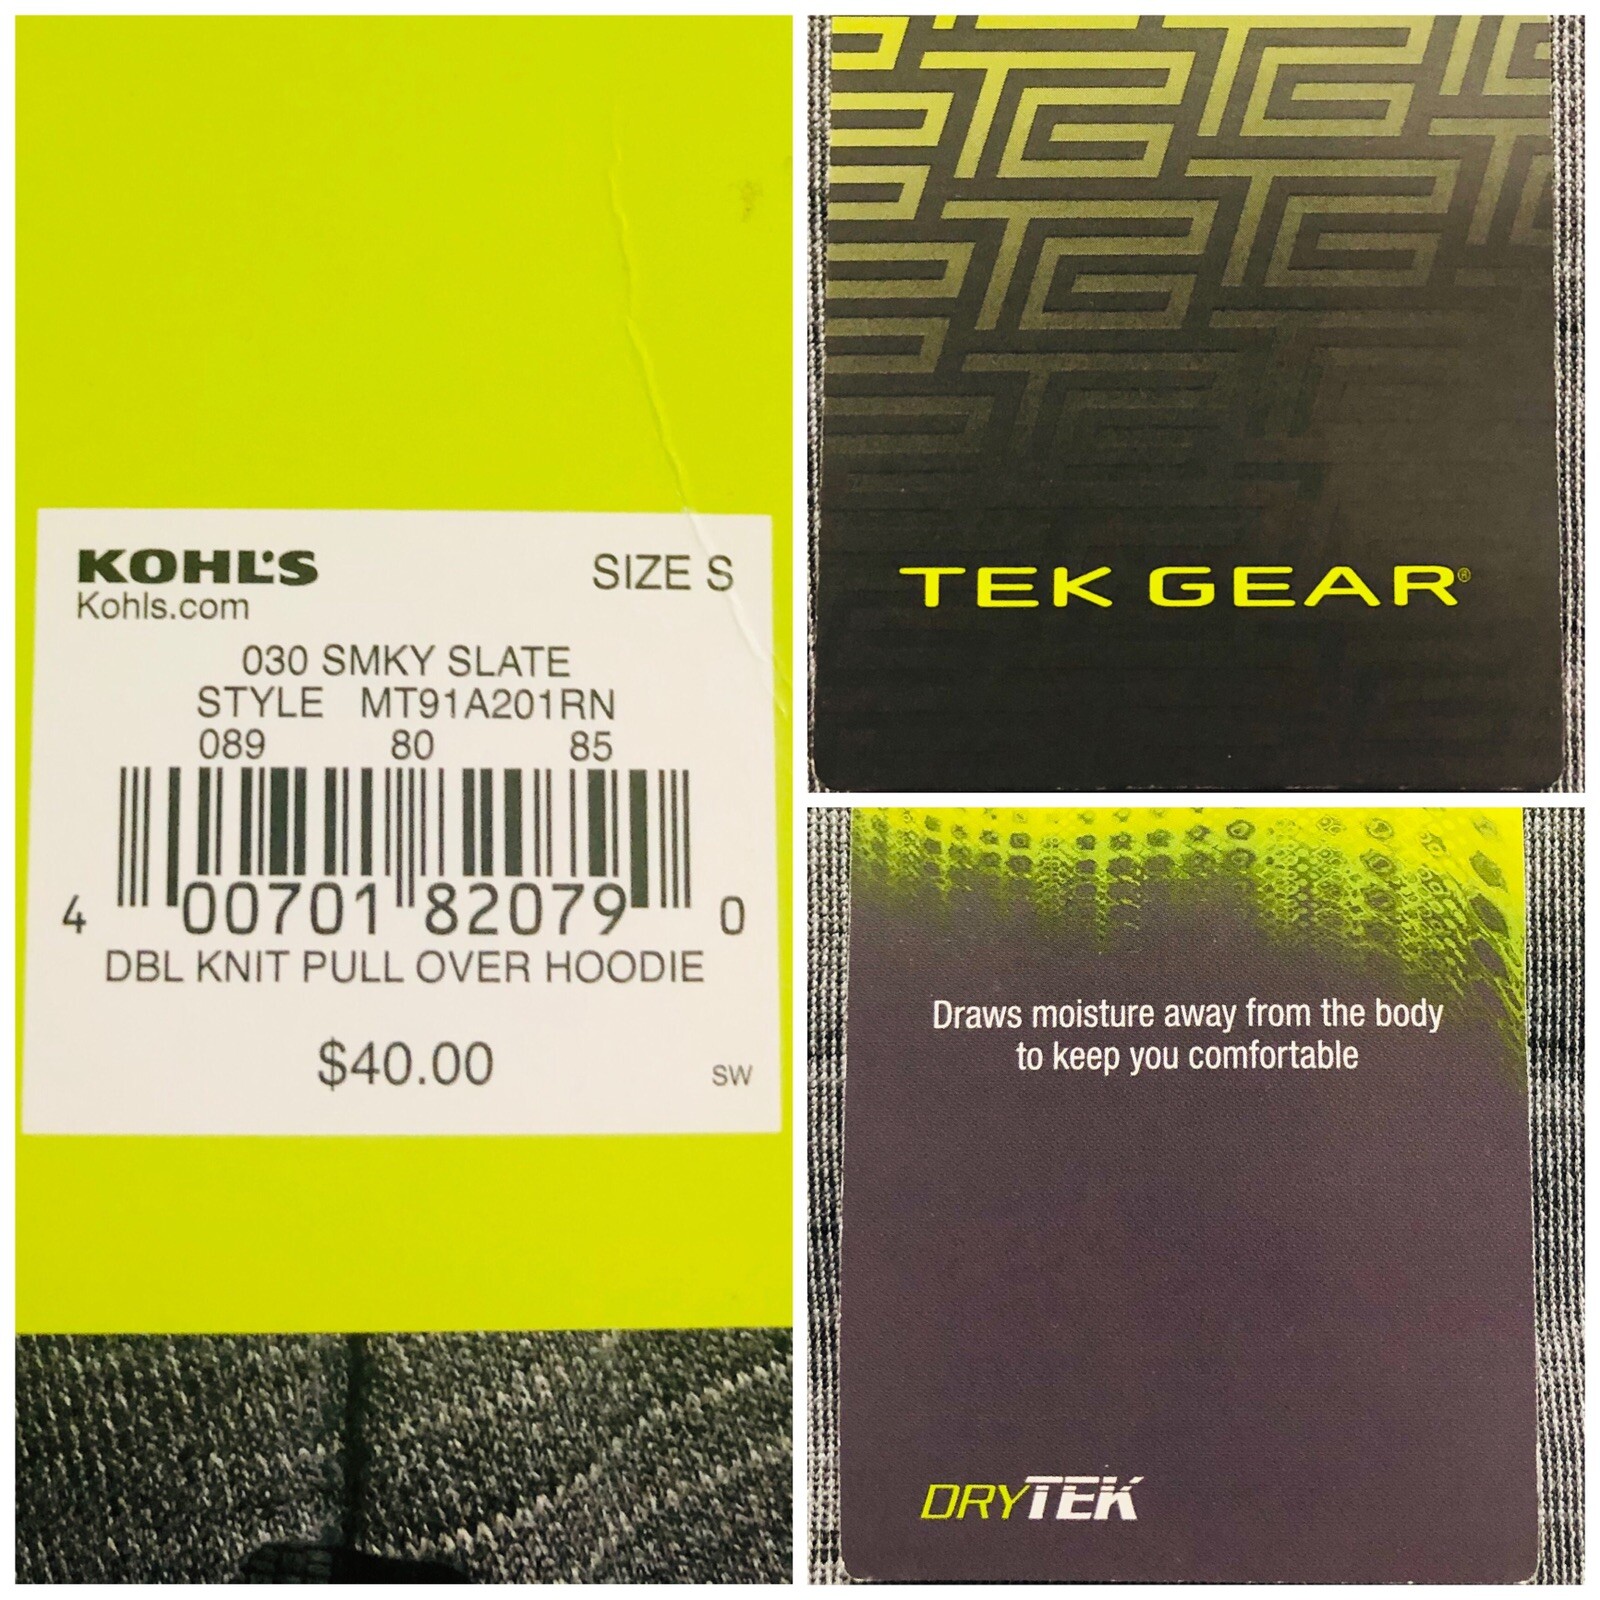 KOHL'S SIZE S
Kohls.com
030 SMKY SLATE
STYLE MT91A201RN
089 80 85
4 00701 82079 0
DBL KNIT PULL OVER HOODIE
$40.00 SW
TEK GEAR®
Draws moisture away from the body
to keep you comfortable
DRYTEK